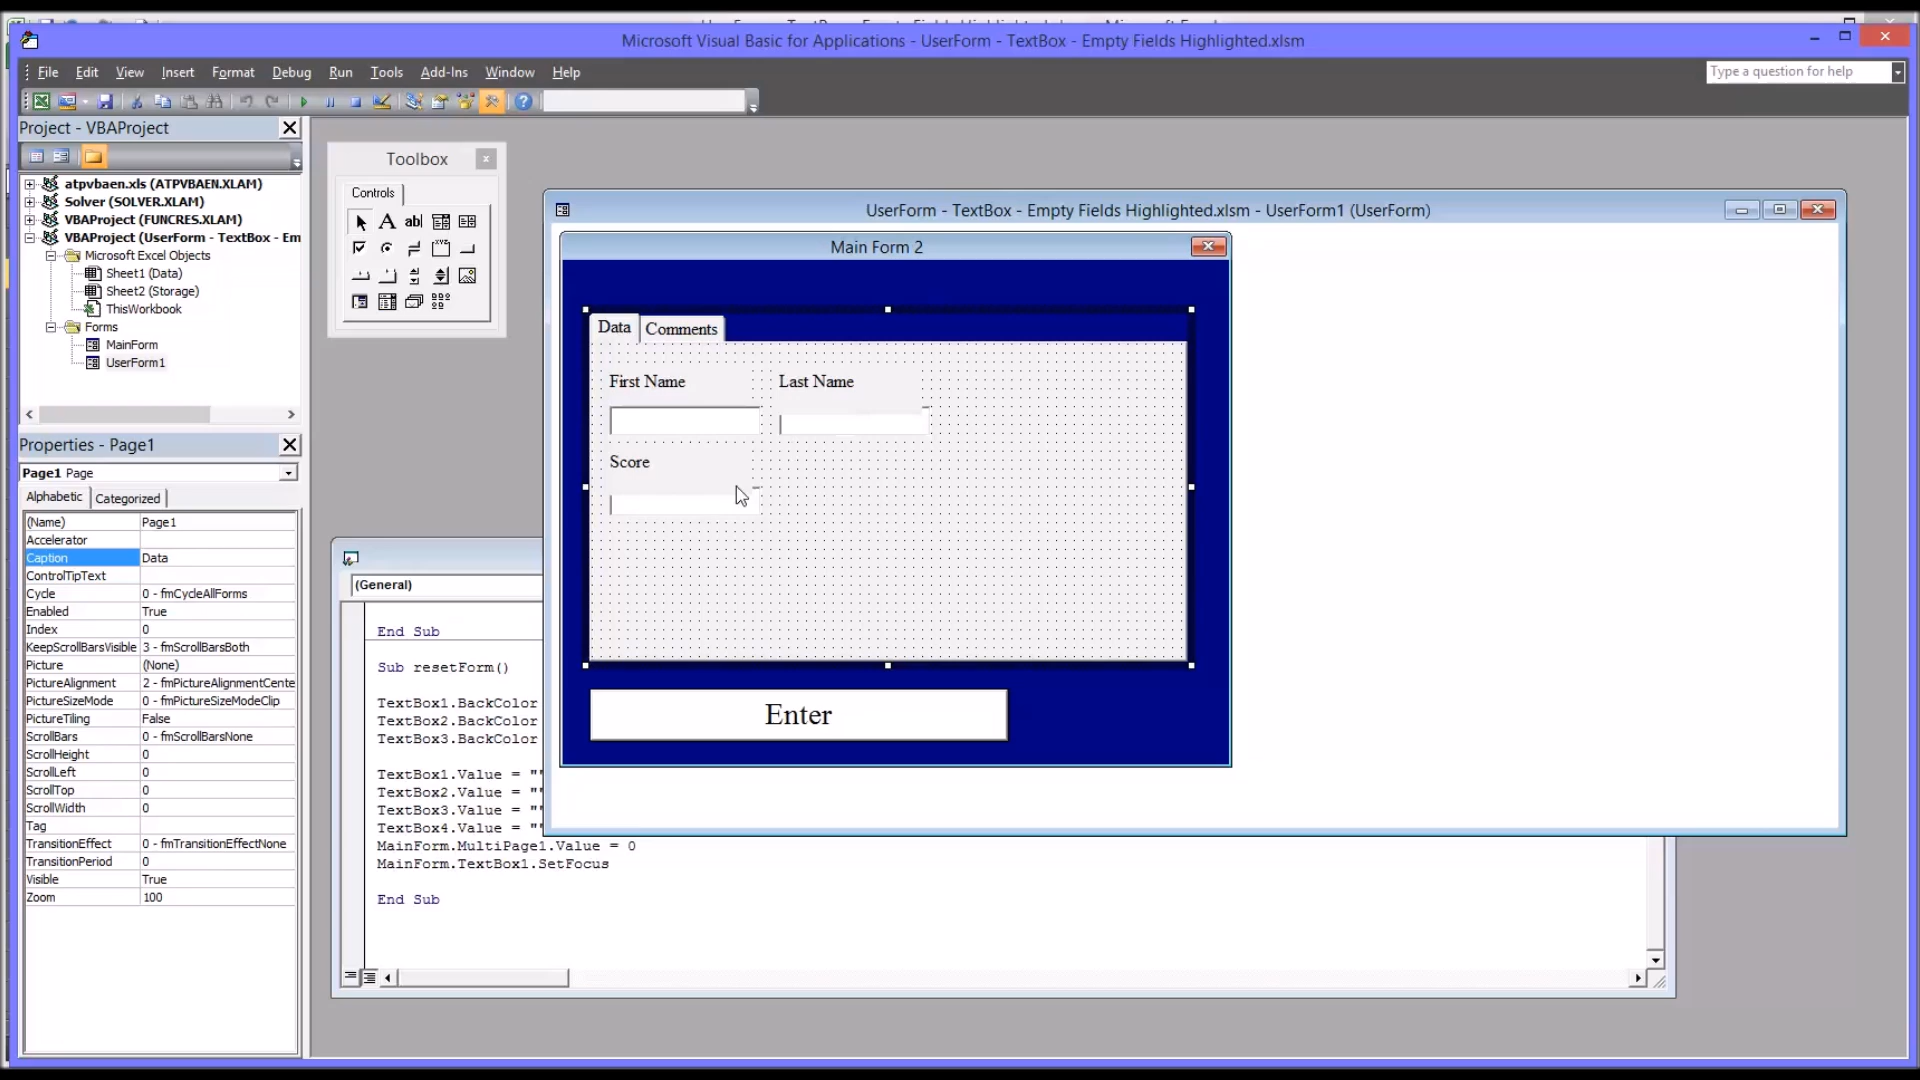 Microsoft Visual Basic for Applications - UserForm - TextBox - Empty Fields Highlighted.xlsm
File Edit View Insert Format Debug Run Tools Add-Ins Window Help
Type a question for help
Project - VBAProject
atpvbaen.xls (ATPVBAEN.XLAM)
Solver (SOLVER.XLAM)
VBAProject (FUNCRES.XLAM)
VBAProject (UserForm - TextBox - Em
Microsoft Excel Objects
Sheet1 (Data)
Sheet2 (Storage)
ThisWorkbook
Forms
MainForm
UserForm1
Properties - Page1
Page1 Page
Alphabetic Categorized
(Name) Page1
Accelerator
Caption Data
ControlTipText
Cycle 0 - fmCycleAllForms
Enabled True
Index 0
KeepScrollBarsVisible 3 - fmScrollBarsBoth
Picture (None)
PictureAlignment 2 - fmPictureAlignmentCente
PictureSizeMode 0 - fmPictureSizeModeClip
PictureTiling False
ScrollBars 0 - fmScrollBarsNone
ScrollHeight 0
ScrollLeft 0
ScrollTop 0
ScrollWidth 0
Tag
TransitionEffect 0 - fmTransitionEffectNone
TransitionPeriod 0
Visible True
Zoom 100
Toolbox
Controls
A ab|
UserForm - TextBox - Empty Fields Highlighted.xlsm - UserForm1 (UserForm)
Main Form 2
Data Comments
First Name Last Name
Score
Enter
(General)
End Sub
Sub resetForm()
TextBox1.BackColor
TextBox2.BackColor
TextBox3.BackColor
TextBox1.Value = ""
TextBox2.Value = ""
TextBox3.Value = ""
TextBox4.Value = ""
MainForm.MultiPage1.Value = 0
MainForm.TextBox1.SetFocus
End Sub